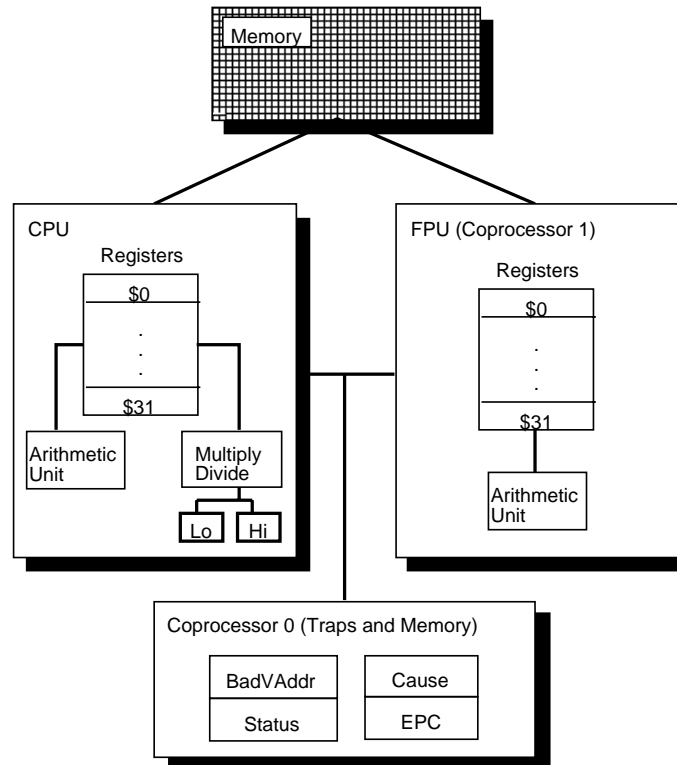 Memory
CPU
Registers
$0
.
.
.
$31
Arithmetic
Unit
Multiply
Divide
Lo
Hi
FPU (Coprocessor 1)
Registers
$0
.
.
.
$31
Arithmetic
Unit
Coprocessor 0 (Traps and Memory)
BadVAddr
Cause
Status
EPC